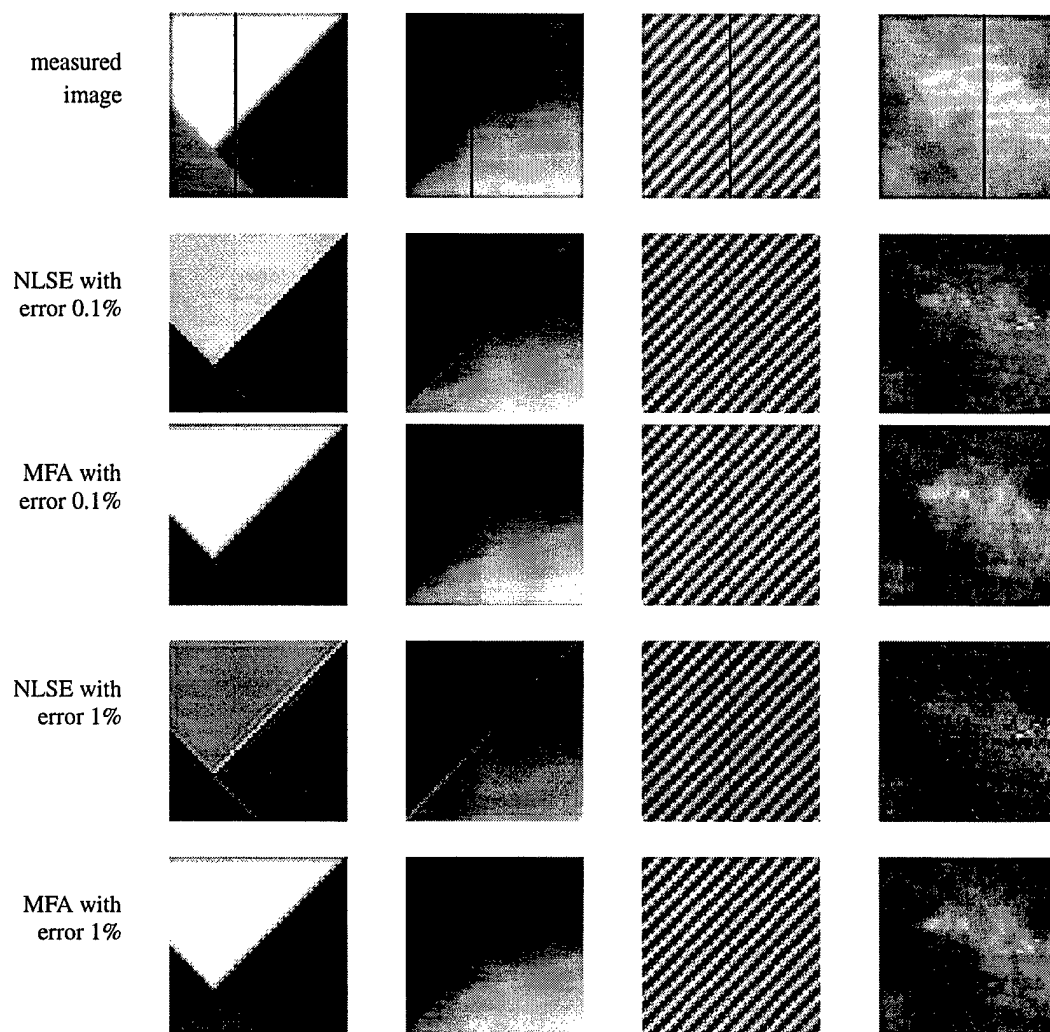 measured
image
NLSE with
error 0.1%
MFA with
error 0.1%
NLSE with
error 1%
MFA with
error 1%